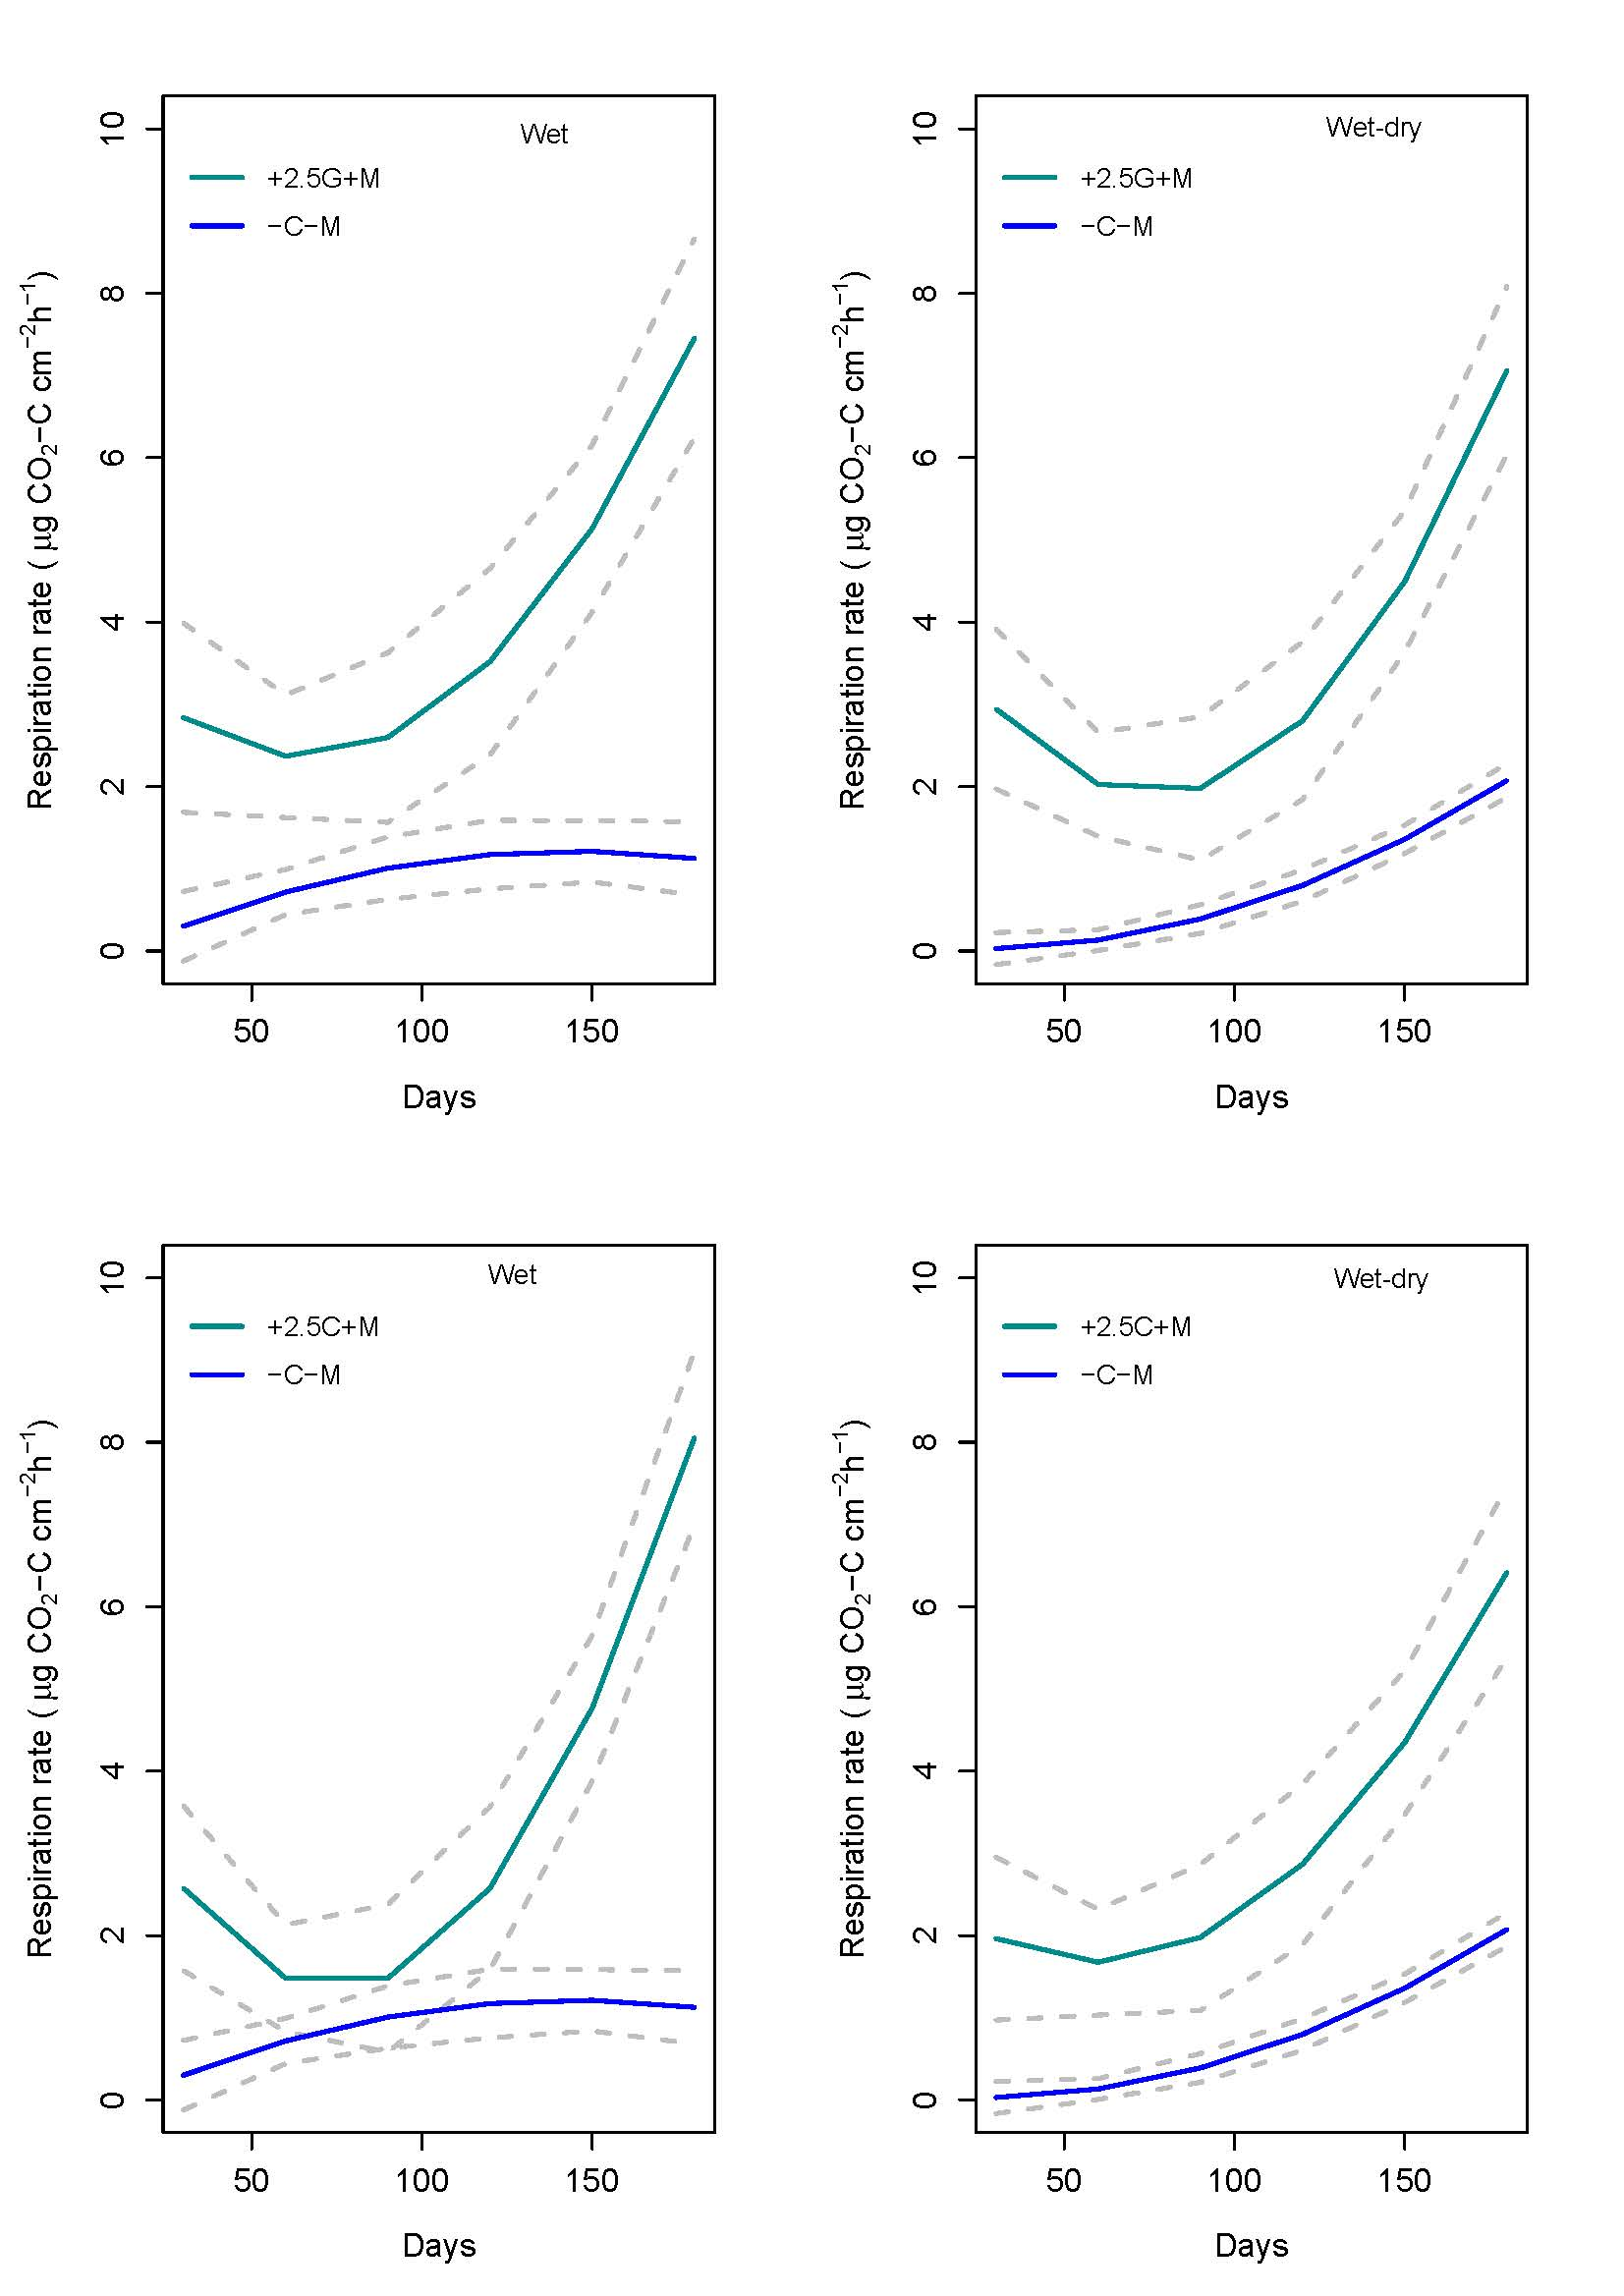 Wet
+2.5G+M
−C−M
Respiration rate ( µg CO₂−C cm⁻²h⁻¹)
0 2 4 6 8 10
50 100 150
Days
Wet-dry
+2.5G+M
−C−M
Respiration rate ( µg CO₂−C cm⁻²h⁻¹)
0 2 4 6 8 10
50 100 150
Days
Wet
+2.5C+M
−C−M
Respiration rate ( µg CO₂−C cm⁻²h⁻¹)
0 2 4 6 8 10
50 100 150
Days
Wet-dry
+2.5C+M
−C−M
Respiration rate ( µg CO₂−C cm⁻²h⁻¹)
0 2 4 6 8 10
50 100 150
Days